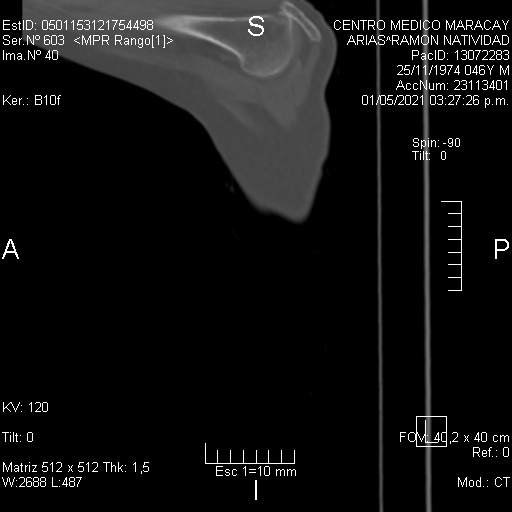 EstID: 0501153121754498
Ser.Nº 603 <MPR Rango[1]>
Ima.Nº 40
Ker.: B10f
S
CENTRO MEDICO MARACAY
ARIAS^RAMON NATIVIDAD
PacID: 13072283
25/11/1974 046Y M
AccNum: 23113401
01/05/2021 03:27:26 p.m.
Spin: -90
Tilt: 0
A
P
KV: 120
Tilt: 0
Matriz 512 x 512 Thk: 1,5
W:2688 L:487
Esc 1=10 mm
I
FOV: 40,2 x 40 cm
Ref.: 0
Mod.: CT